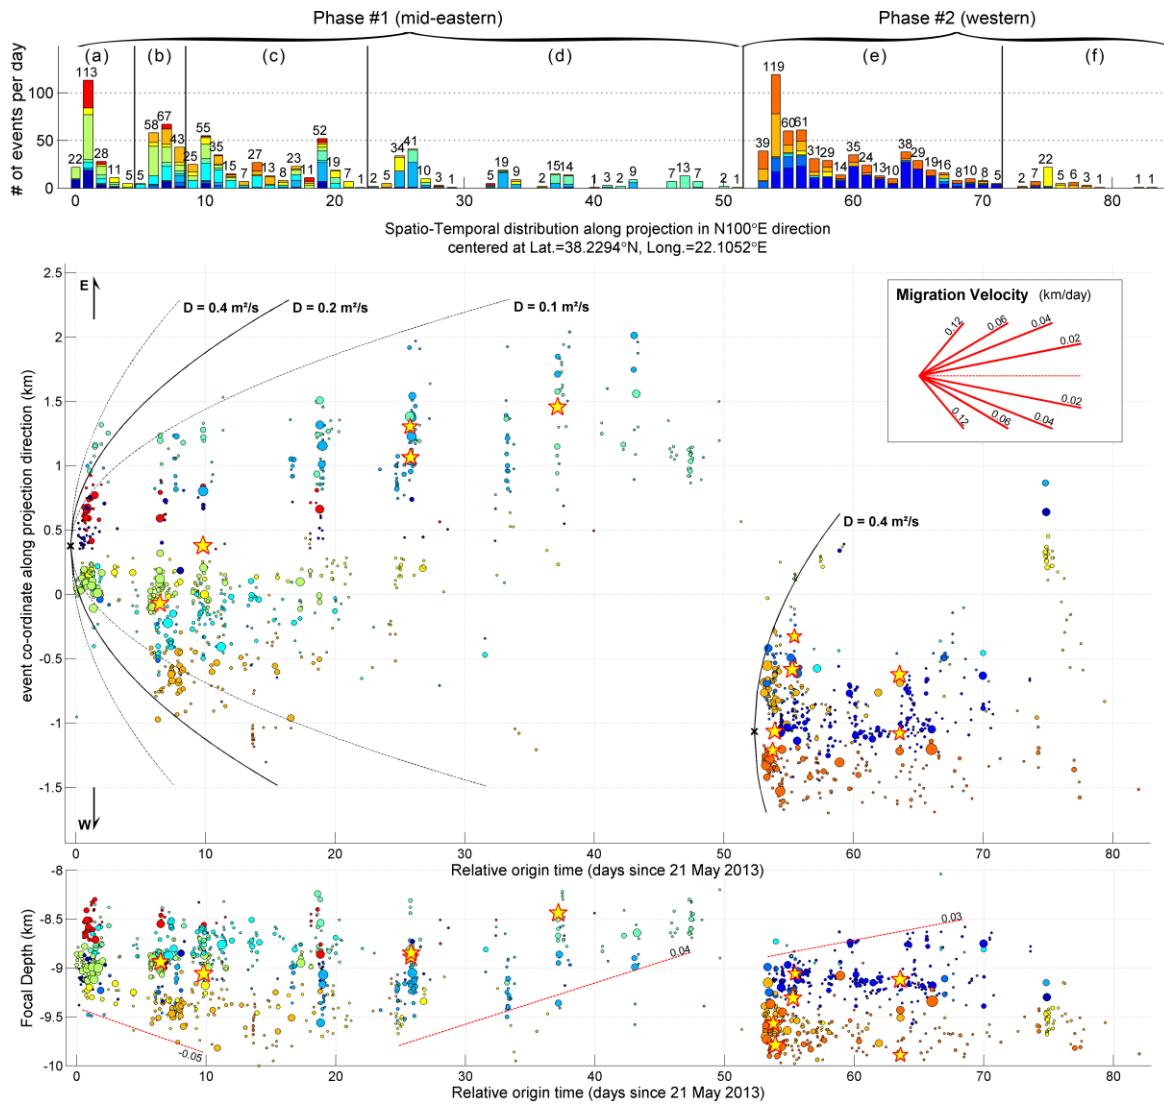 Phase #1 (mid-eastern) Phase #2 (western)
(a) (b) (c) (d) (e) (f)
# of events per day
100
50
0
22 113 28 11 5 5 58 67 43 25 55 35 15 7 27 13 8 23 11 52 19 7 1 2 5 34 41 10 3 1 5 19 9 2 15 14 1 3 2 9 7 13 7 2 1 39 119 60 61 31 29 14 35 24 13 10 38 29 19 16 8 10 8 5 2 7 22 5 6 3 1 2 1
Spatio-Temporal distribution along projection in N100°E direction
centered at Lat.=38.2294°N, Long.=22.1052°E
event co-ordinate along projection direction (km)
2.5
2
1.5
1
0.5
0
-0.5
-1
-1.5
E
W
D = 0.4 m²/s D = 0.2 m²/s D = 0.1 m²/s
D = 0.4 m²/s
Migration Velocity (km/day)
0.12 0.06 0.04 0.02
0.12 0.06 0.04 0.02
0 10 20 30 40 50 60 70 80
Relative origin time (days since 21 May 2013)
Focal Depth (km)
-8
-8.5
-9
-9.5
-10
-0.05
0.04
0.03
0 10 20 30 40 50 60 70 80
Relative origin time (days since 21 May 2013)